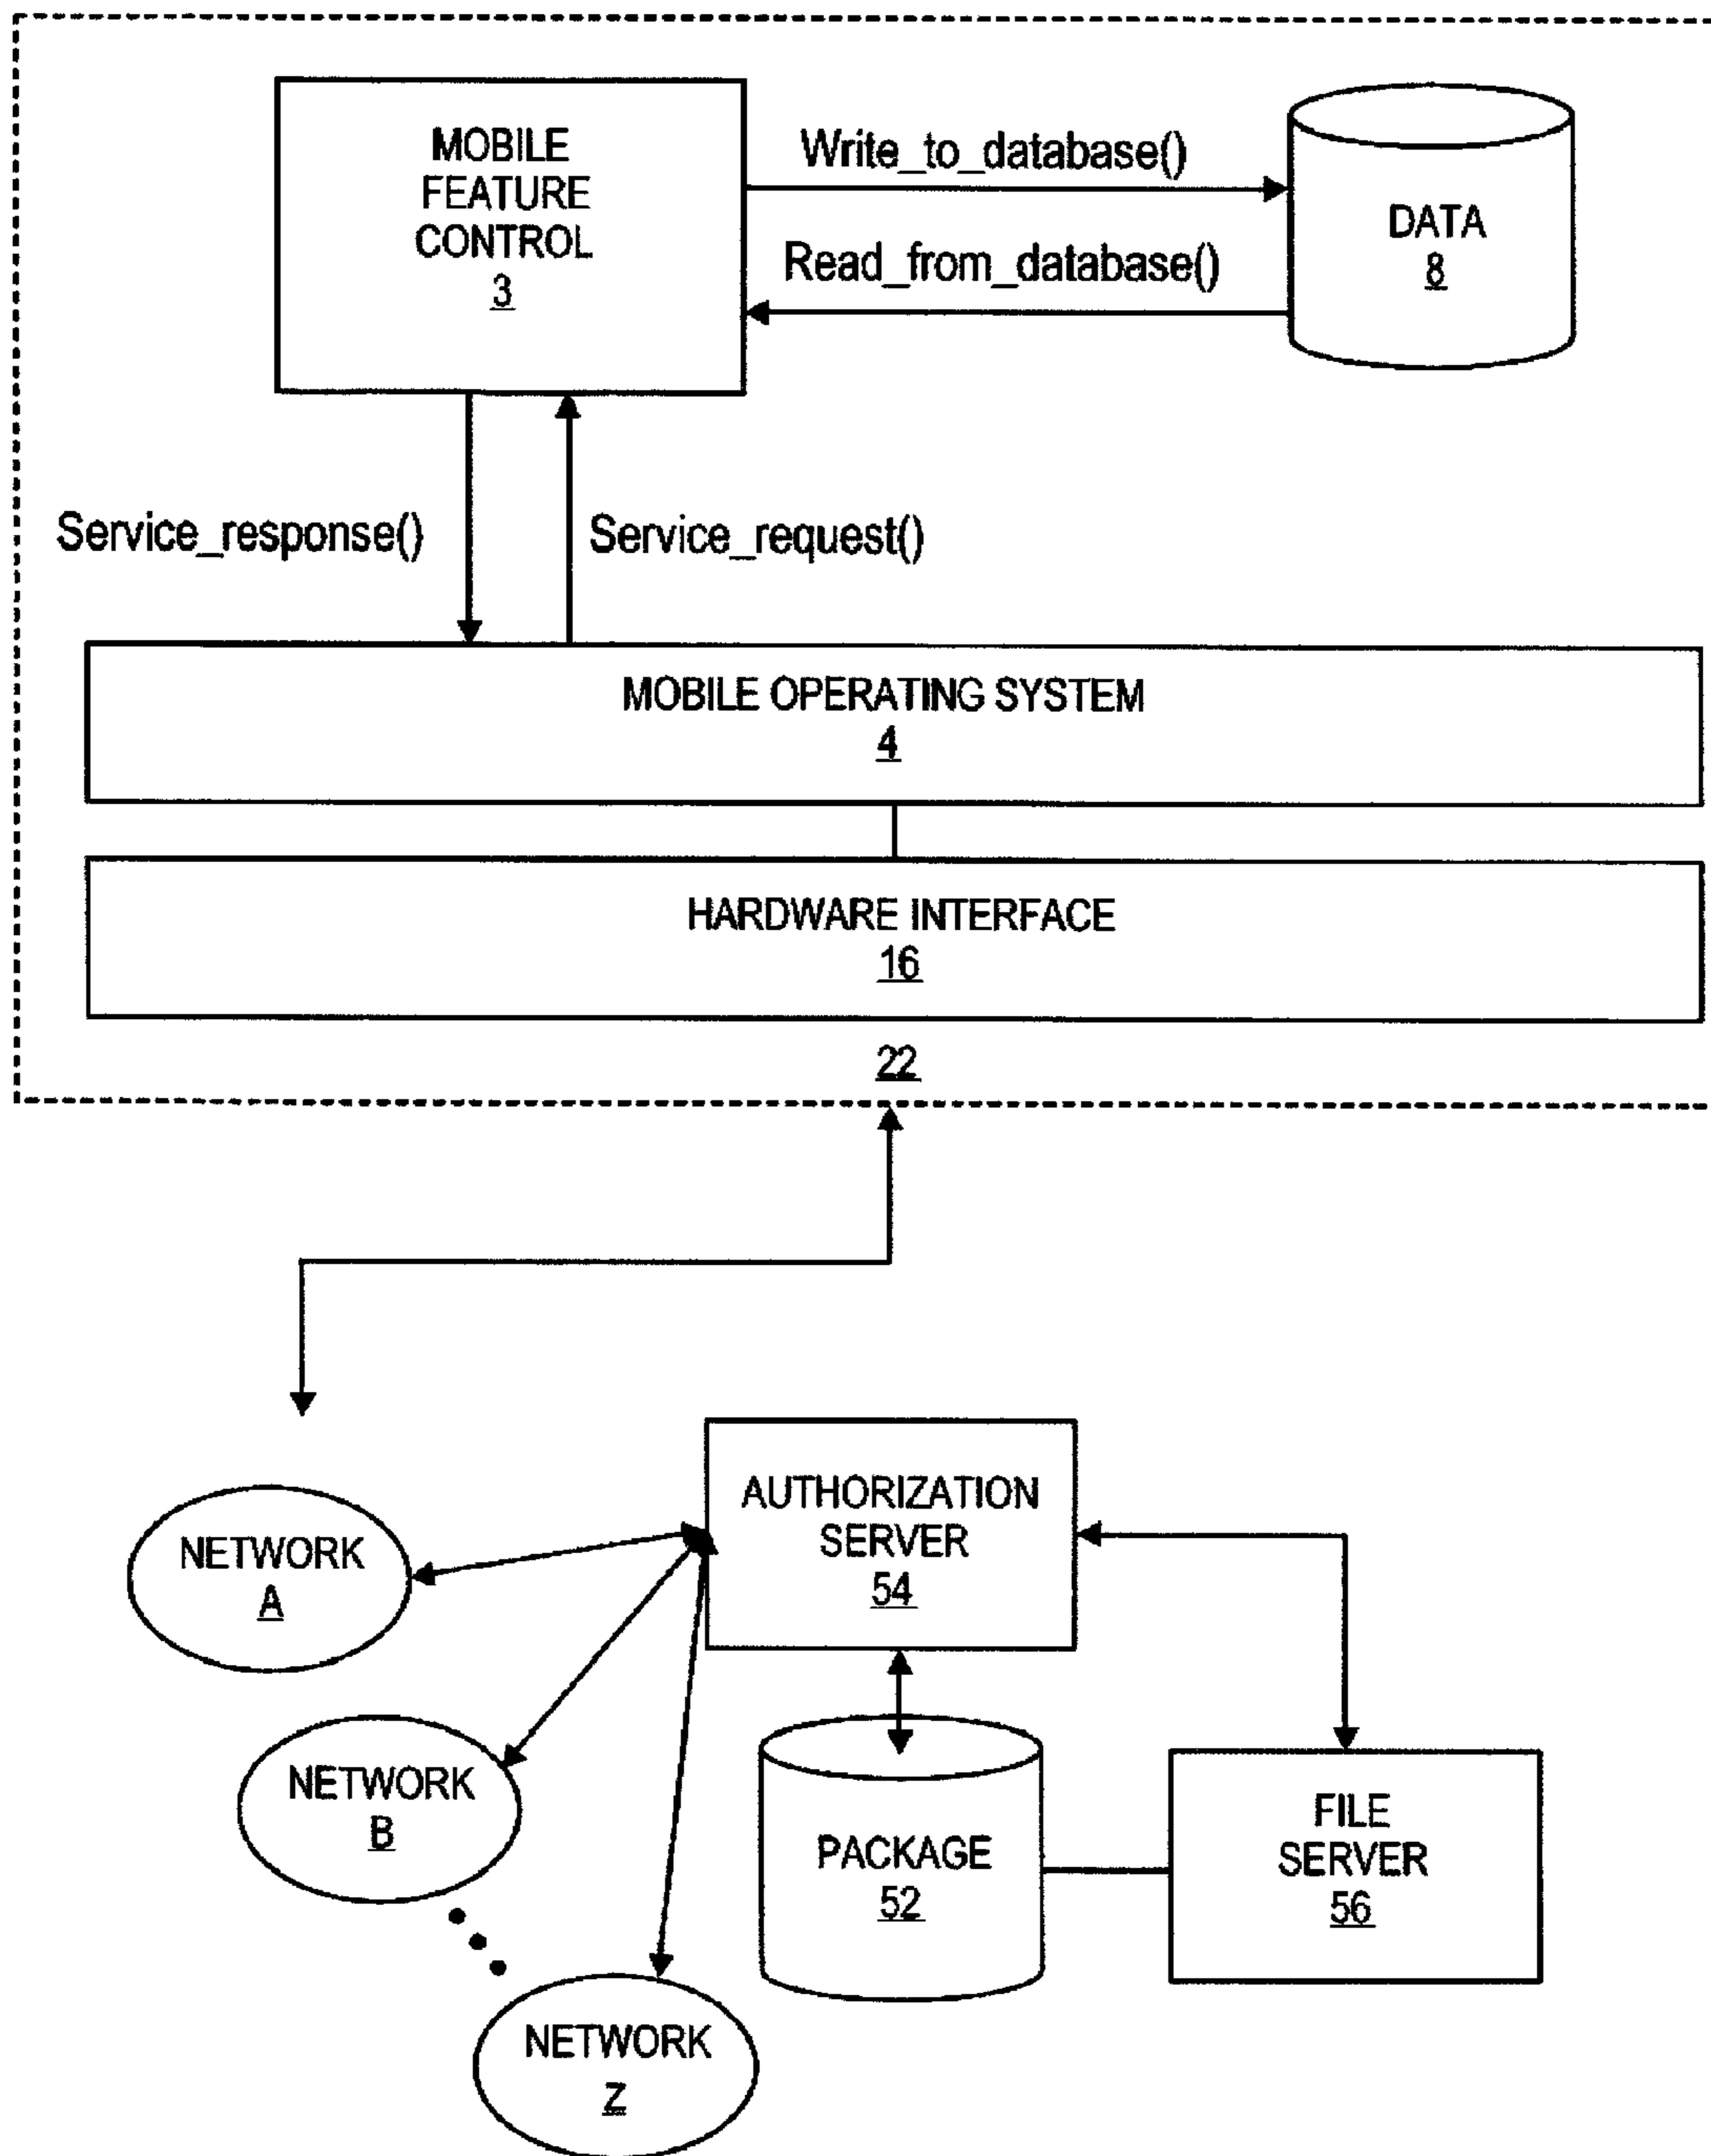 MOBILE
FEATURE
CONTROL
3
Write_to_database()
Read_from_database()
DATA
8
Service_response()
Service_request()
MOBILE OPERATING SYSTEM
4
HARDWARE INTERFACE
16
22
NETWORK
A
AUTHORIZATION
SERVER
54
NETWORK
B
PACKAGE
52
FILE
SERVER
56
NETWORK
Z